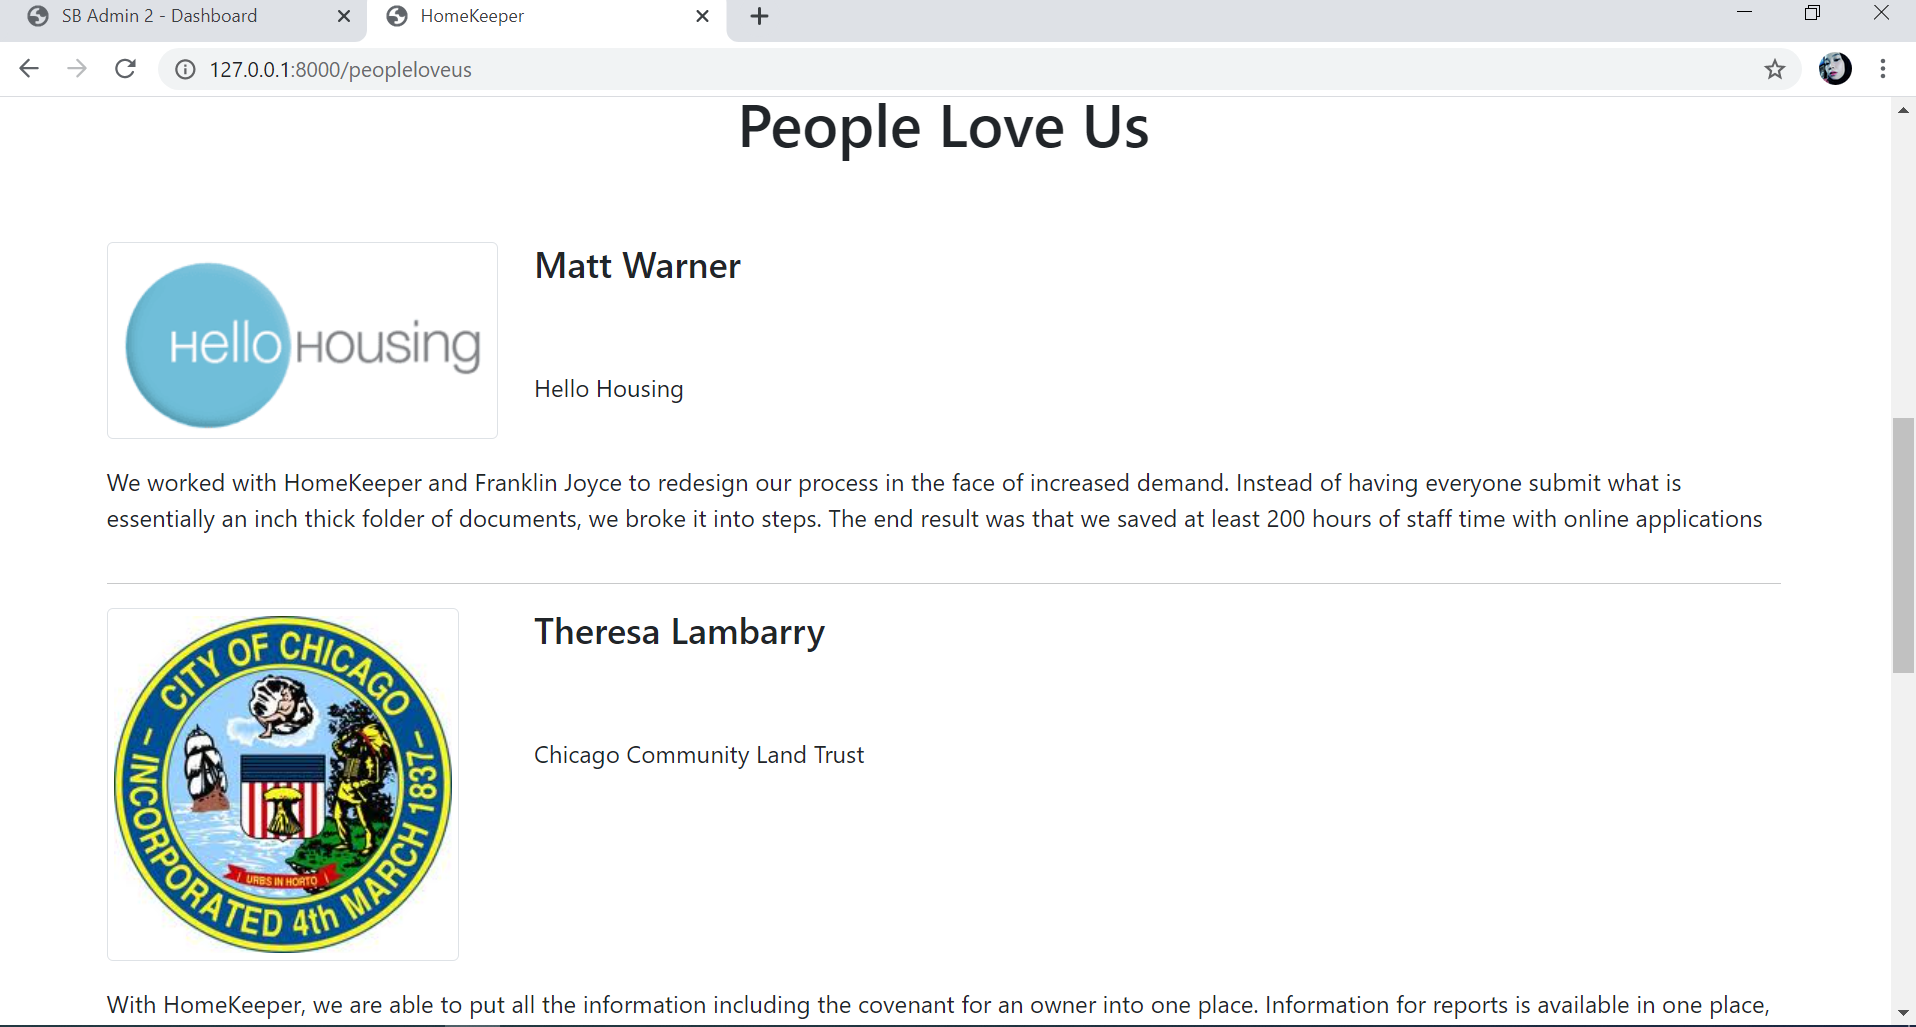 SB Admin 2 - Dashboard
HomeKeeper
127.0.0.1:8000/peopleloveus
People Love Us
Hello Housing
Matt Warner
Hello Housing
We worked with HomeKeeper and Franklin Joyce to redesign our process in the face of increased demand. Instead of having everyone submit what is
essentially an inch thick folder of documents, we broke it into steps. The end result was that we saved at least 200 hours of staff time with online applications
CITY OF CHICAGO
- INCORPORATED 4th MARCH 1837 -
URBS IN HORTO
Theresa Lambarry
Chicago Community Land Trust
With HomeKeeper, we are able to put all the information including the covenant for an owner into one place. Information for reports is available in one place,